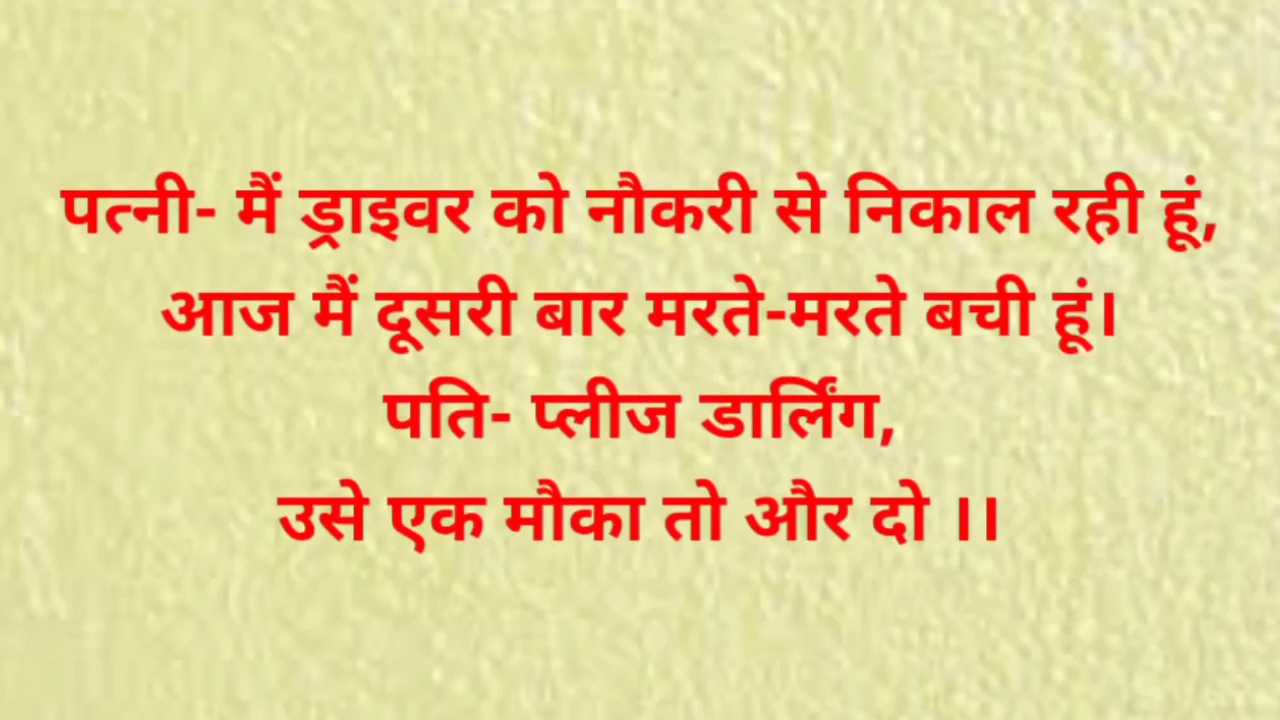 पत्नी- मैं ड्राइवर को नौकरी से निकाल रही हूं,
आज मैं दूसरी बार मरते-मरते बची हूं।
पति- प्लीज डार्लिंग,
उसे एक मौका तो और दो ।।